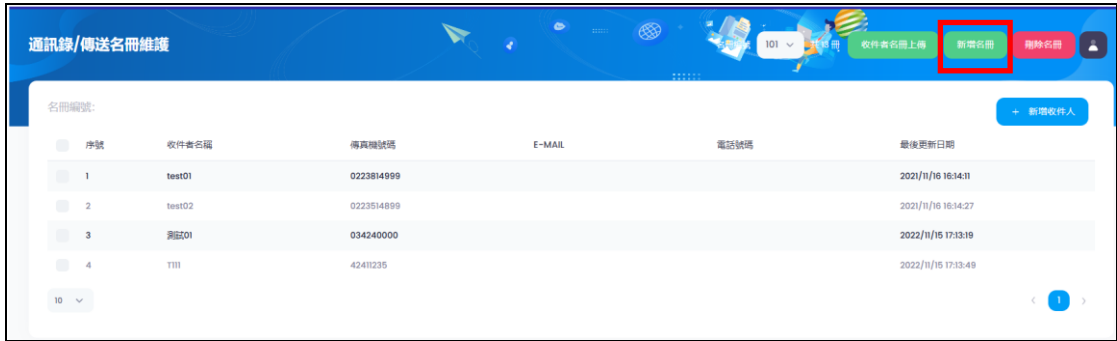 通訊錄/傳送名冊維護
101
收件者名冊上傳
新增名冊
刪除名冊
名冊編號:
+ 新增收件人
序號 收件者名稱 傳真機號碼 E-MAIL 電話號碼 最後更新日期
1 test01 0223814999 2021/11/16 16:14:11
2 test02 0223514899 2021/11/16 16:14:27
3 測試01 034240000 2022/11/15 17:13:19
4 T111 42411235 2022/11/15 17:13:49
10
1